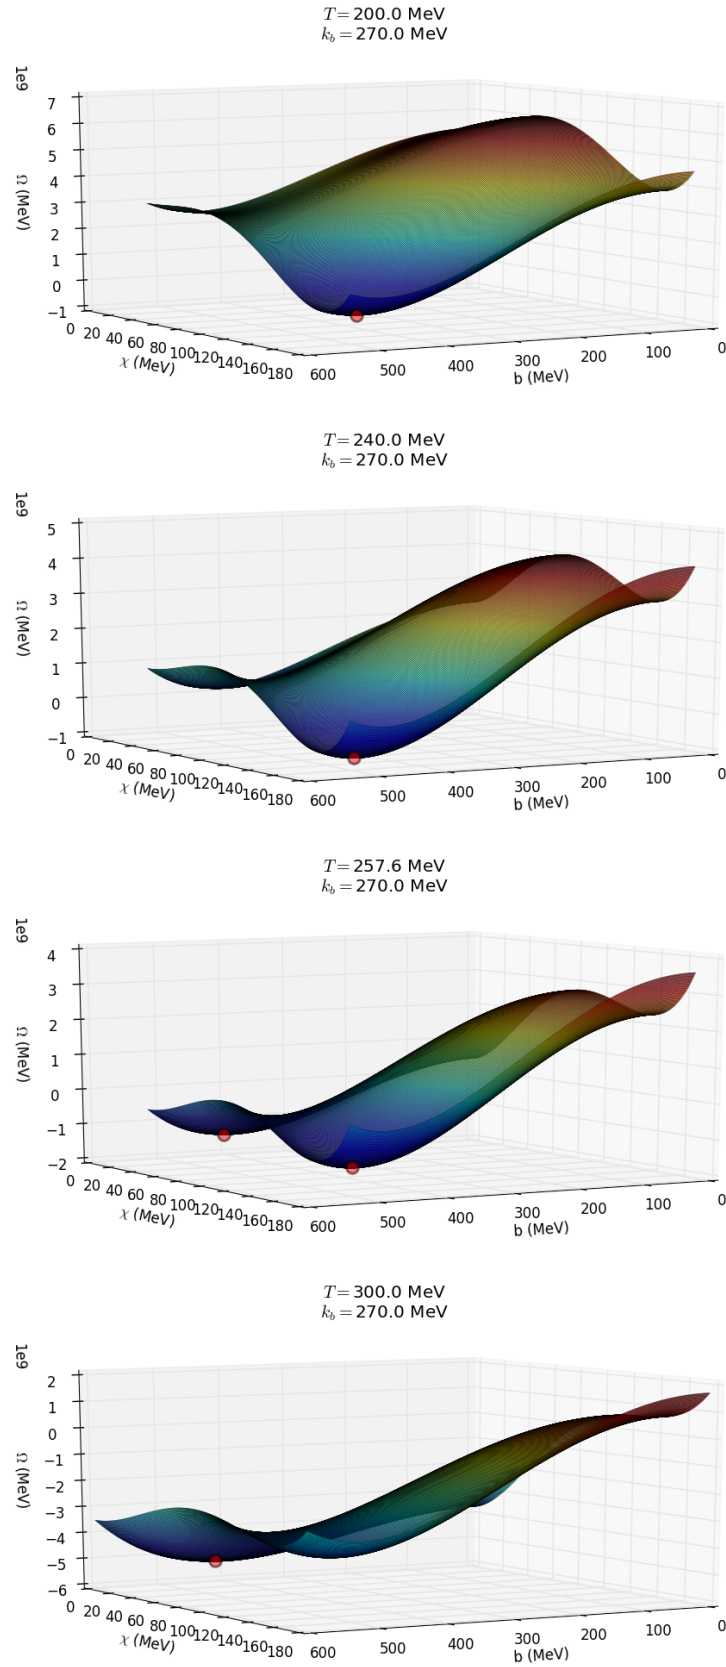 T = 200.0 MeV
k_b = 270.0 MeV
1e9
7
6
5
4
3
2
1
0
−1
Ω (MeV)
0 20 40 60 80 100 120 140 160 180
χ (MeV)
600 500 400 300 200 100 0
b (MeV)
T = 240.0 MeV
k_b = 270.0 MeV
1e9
5
4
3
2
1
0
−1
Ω (MeV)
0 20 40 60 80 100 120 140 160 180
χ (MeV)
600 500 400 300 200 100 0
b (MeV)
T = 257.6 MeV
k_b = 270.0 MeV
1e9
4
3
2
1
0
−1
−2
Ω (MeV)
0 20 40 60 80 100 120 140 160 180
χ (MeV)
600 500 400 300 200 100 0
b (MeV)
T = 300.0 MeV
k_b = 270.0 MeV
1e9
2
1
0
−1
−2
−3
−4
−5
−6
Ω (MeV)
0 20 40 60 80 100 120 140 160 180
χ (MeV)
600 500 400 300 200 100 0
b (MeV)